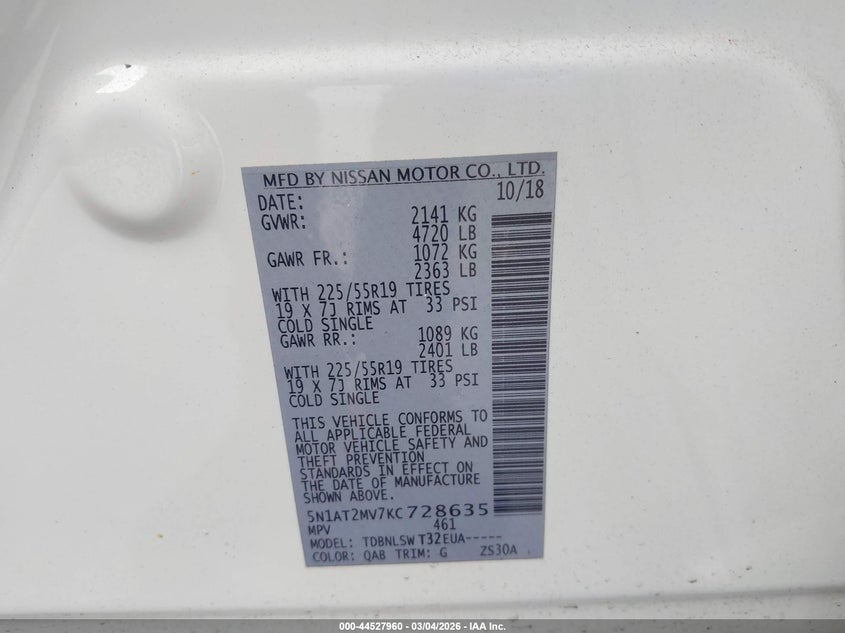 MFD BY NISSAN MOTOR CO., LTD.
DATE: 10/18
GVWR: 2141 KG
4720 LB
GAWR FR.: 1072 KG
2363 LB
WITH 225/55R19 TIRES
19 X 7J RIMS AT 33 PSI
COLD SINGLE
GAWR RR.: 1089 KG
2401 LB
WITH 225/55R19 TIRES
19 X 7J RIMS AT 33 PSI
COLD SINGLE
THIS VEHICLE CONFORMS TO
ALL APPLICABLE FEDERAL
MOTOR VEHICLE SAFETY AND
THEFT PREVENTION
STANDARDS IN EFFECT ON
THE DATE OF MANUFACTURE
SHOWN ABOVE.
5N1AT2MV7KC728635
MPV 461
MODEL: TDBNLSW T32EUA-----
COLOR: QAB TRIM: G ZS30A
000-44527960 - 03/04/2026 - IAA Inc.